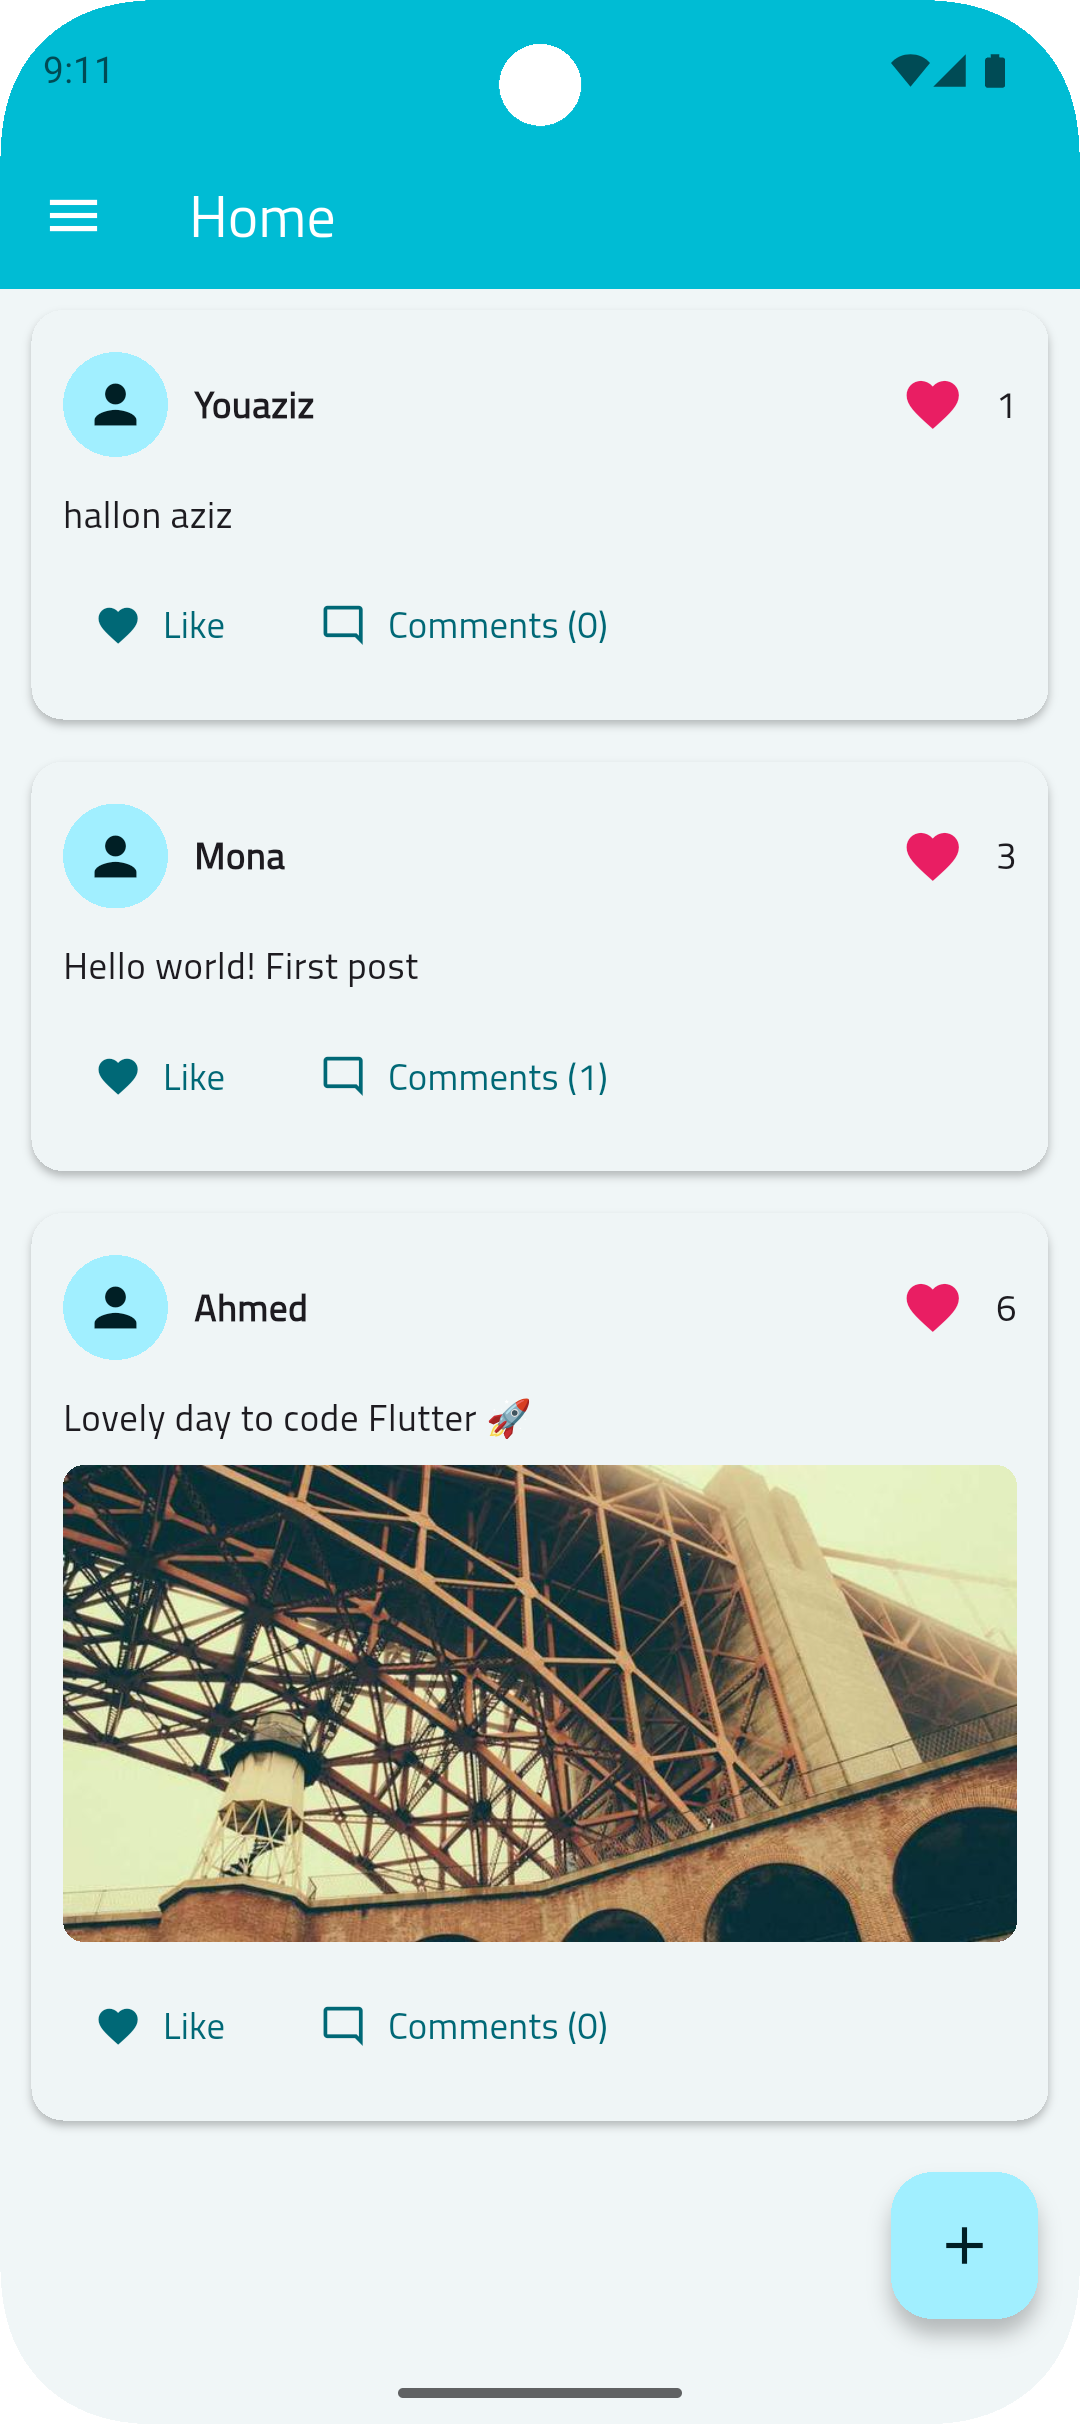 9:11
Home
Youaziz 1
hallon aziz
Like Comments (0)
Mona 3
Hello world! First post
Like Comments (1)
Ahmed 6
Lovely day to code Flutter 🚀
Like Comments (0)
+